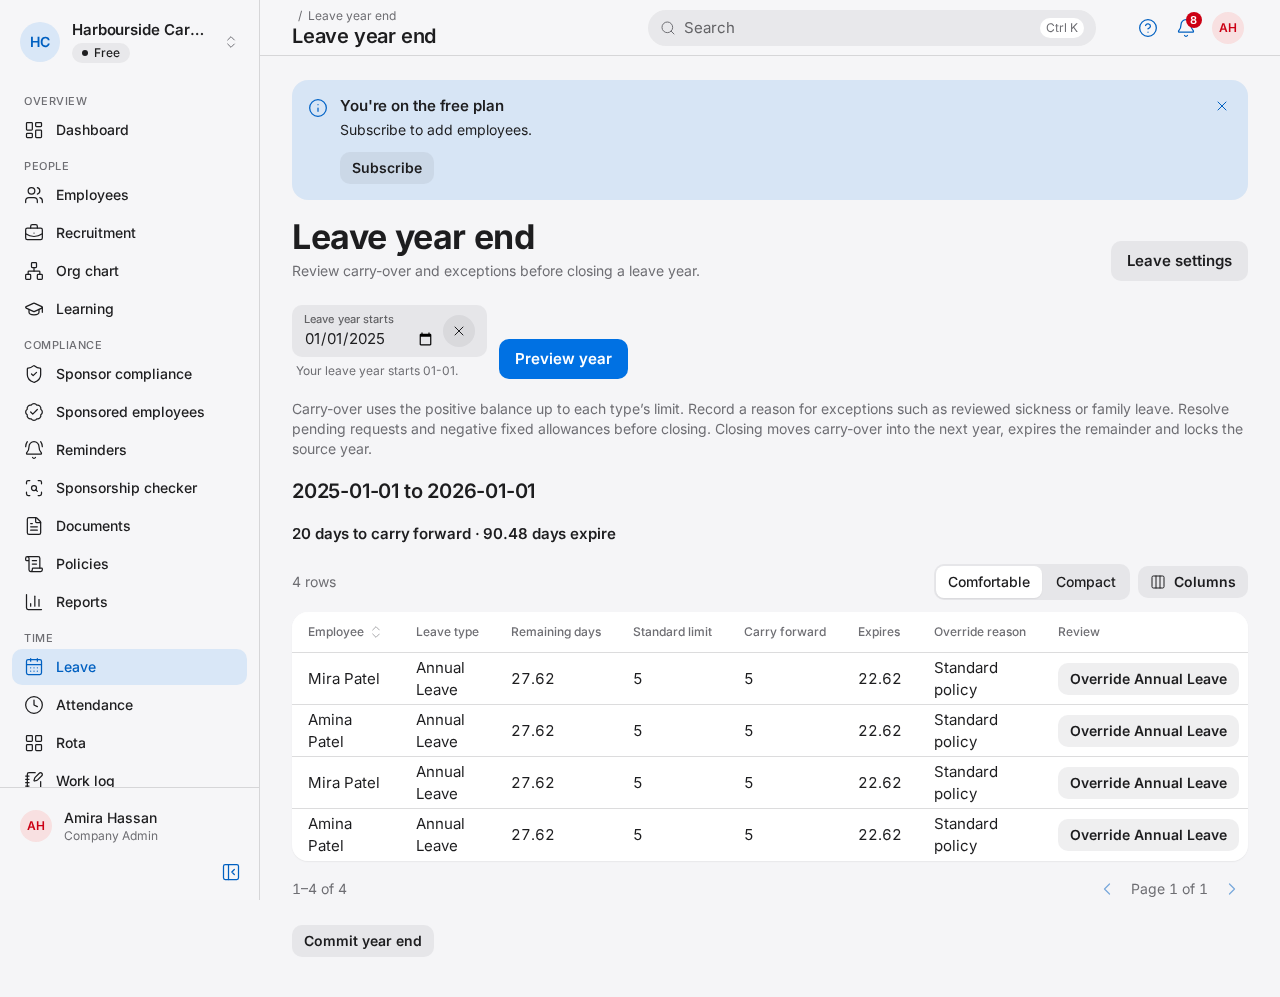 HC
Harbourside Car...
Free
OVERVIEW
Dashboard
PEOPLE
Employees
Recruitment
Org chart
Learning
COMPLIANCE
Sponsor compliance
Sponsored employees
Reminders
Sponsorship checker
Documents
Policies
Reports
TIME
Leave
Attendance
Rota
Work log
AH
Amira Hassan
Company Admin
/ Leave year end
Leave year end
Search
Ctrl K
8
AH
You're on the free plan
Subscribe to add employees.
Subscribe
Leave year end
Review carry-over and exceptions before closing a leave year.
Leave settings
Leave year starts
01/01/2025
Your leave year starts 01-01.
Preview year
Carry-over uses the positive balance up to each type's limit. Record a reason for exceptions such as reviewed sickness or family leave. Resolve
pending requests and negative fixed allowances before closing. Closing moves carry-over into the next year, expires the remainder and locks the
source year.
2025-01-01 to 2026-01-01
20 days to carry forward · 90.48 days expire
4 rows
Comfortable
Compact
Columns
Employee Leave type Remaining days Standard limit Carry forward Expires Override reason Review
Mira Patel Annual Leave 27.62 5 5 22.62 Standard policy Override Annual Leave
Amina Patel Annual Leave 27.62 5 5 22.62 Standard policy Override Annual Leave
Mira Patel Annual Leave 27.62 5 5 22.62 Standard policy Override Annual Leave
Amina Patel Annual Leave 27.62 5 5 22.62 Standard policy Override Annual Leave
1–4 of 4
Page 1 of 1
Commit year end